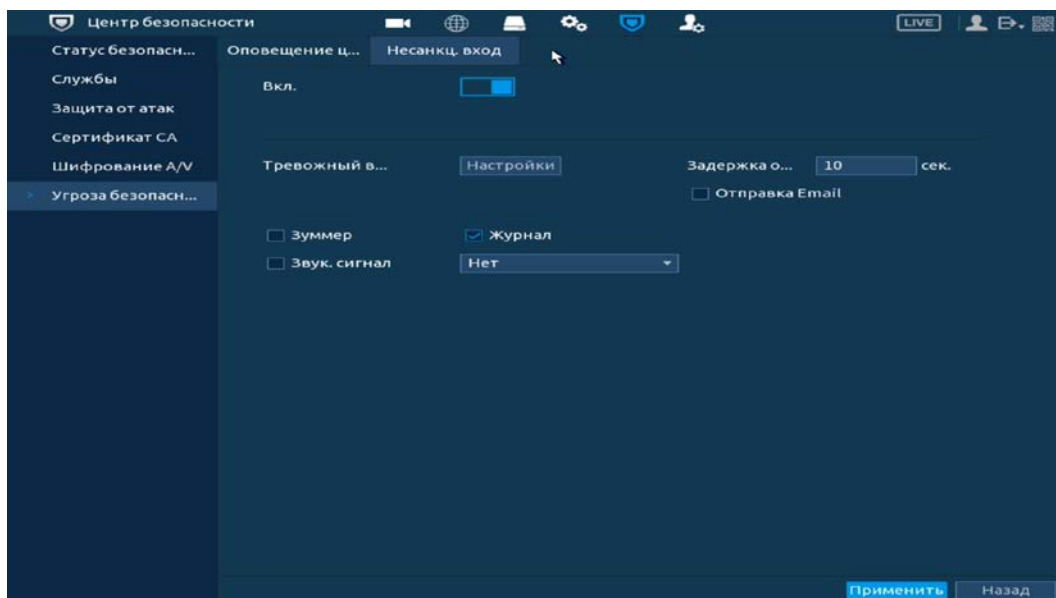 Центр безопасности
LIVE
Статус безопасн...
Службы
Защита от атак
Сертификат CA
Шифрование A/V
Угроза безопасн...
Оповещение ц...
Несанкц. вход
Вкл.
Тревожный в...
Настройки
Задержка о...
10
сек.
Отправка Email
Зуммер
Журнал
Звук. сигнал
Нет
Применить
Назад